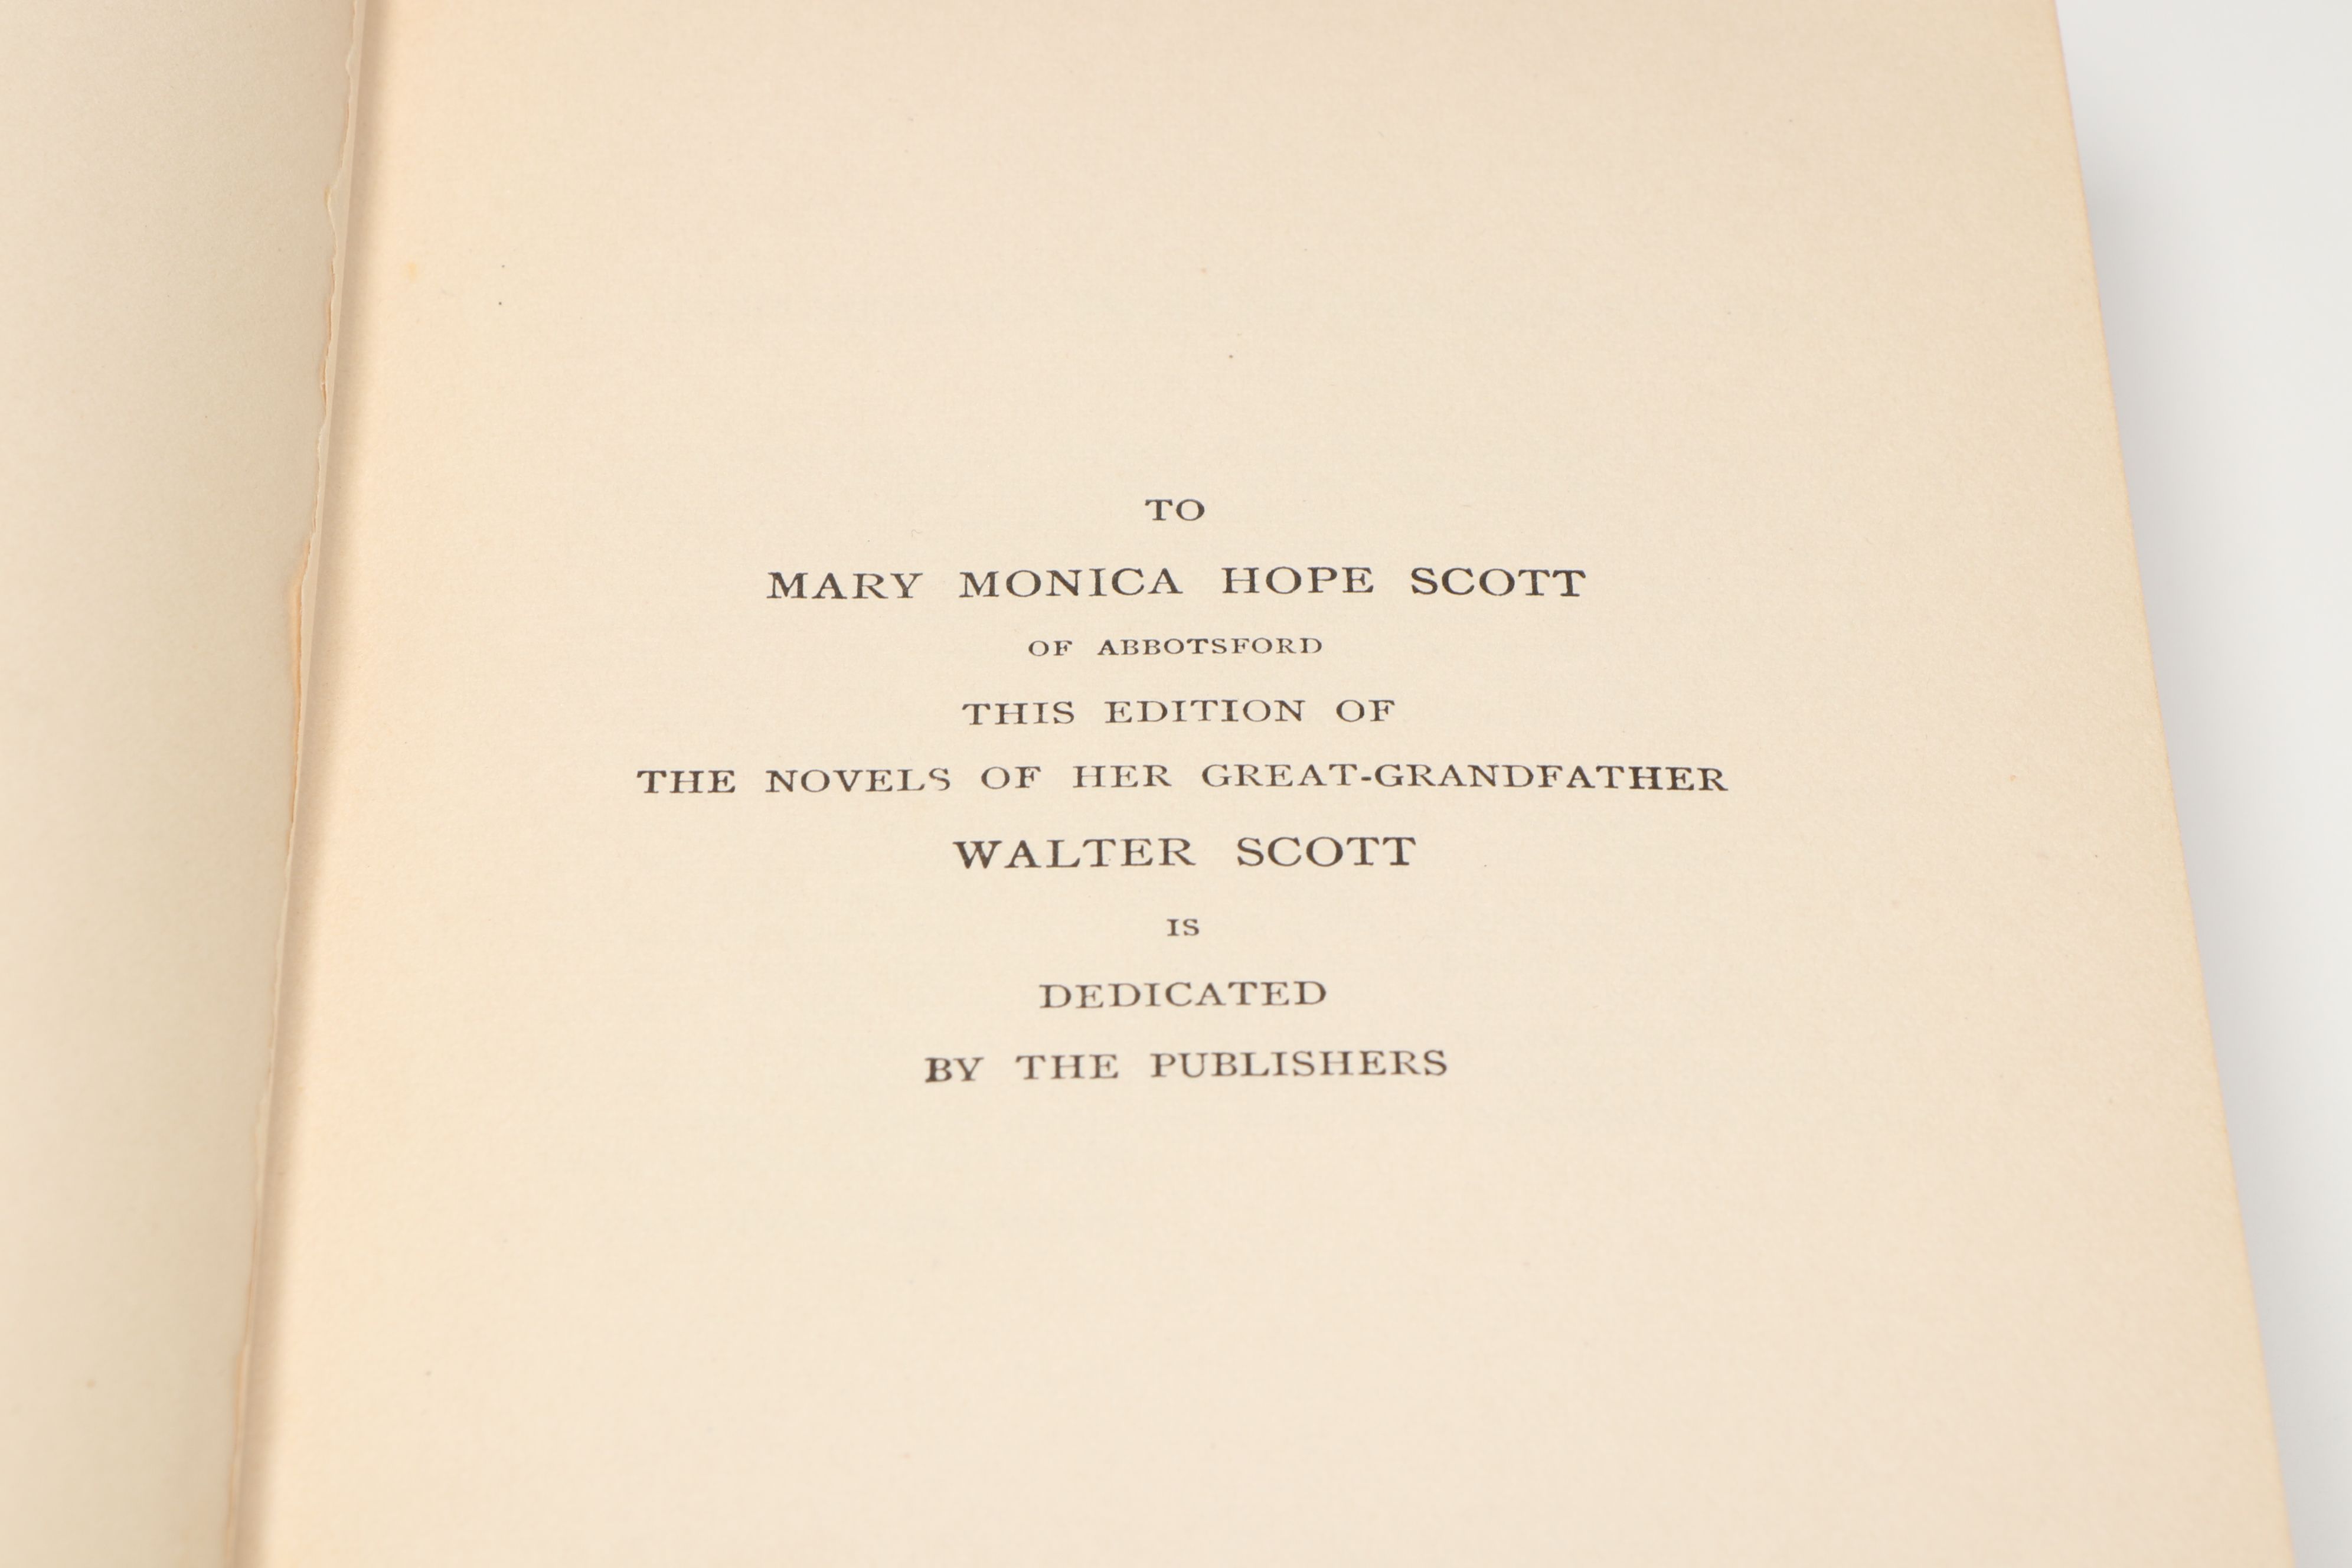 TO
MARY MONICA HOPE SCOTT
OF ABBOTSFORD
THIS EDITION OF
THE NOVELS OF HER GREAT-GRANDFATHER
WALTER SCOTT
IS
DEDICATED
BY THE PUBLISHERS